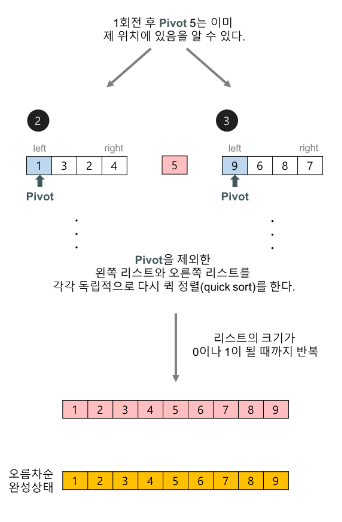 1회전 후 Pivot 5는 이미
제 위치에 있음을 알 수 있다.
2
3
left right
left right
1 3 2 4
5
9 6 8 7
Pivot
Pivot
Pivot을 제외한
왼쪽 리스트와 오른쪽 리스트를
각각 독립적으로 다시 퀵 정렬(quick sort)를 한다.
리스트의 크기가
0이나 1이 될 때까지 반복
1 2 3 4 5 6 7 8 9
오름차순
완성상태
1 2 3 4 5 6 7 8 9